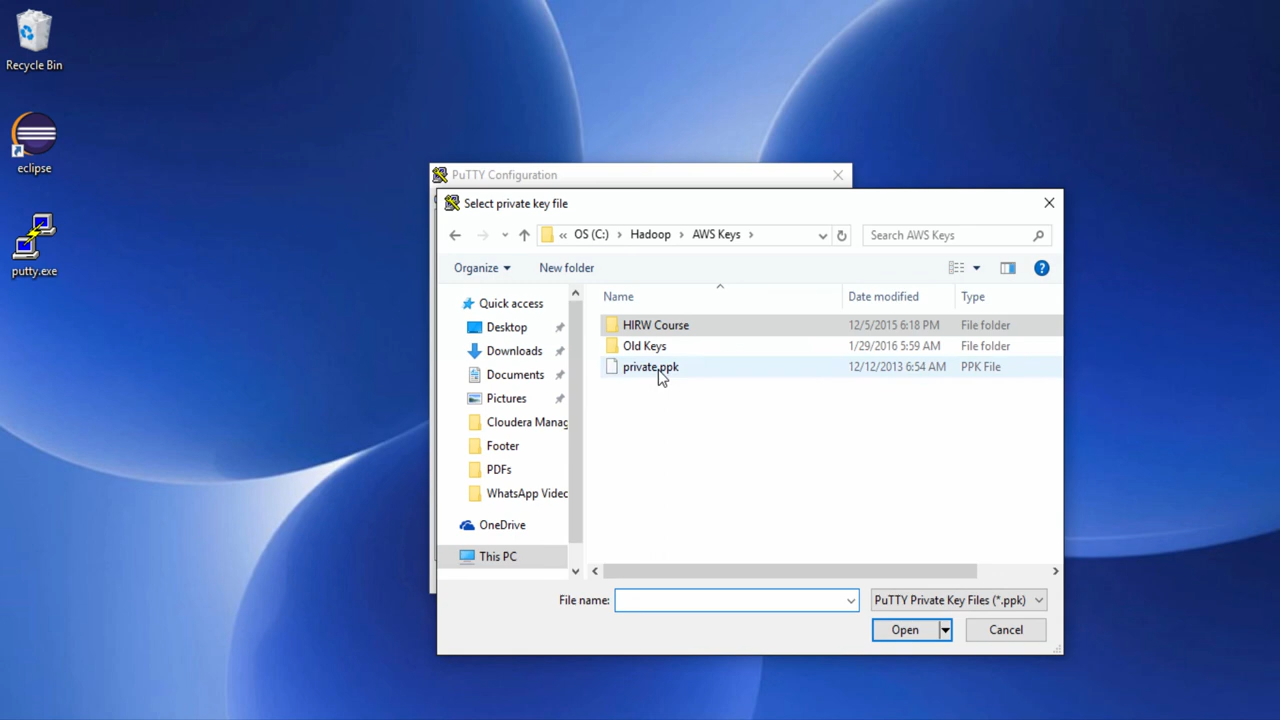 Recycle Bin
eclipse
putty.exe
PuTTY Configuration
Select private key file
« OS (C:) > Hadoop > AWS Keys >
Search AWS Keys
Organize
New folder
Quick access
Desktop
Downloads
Documents
Pictures
Cloudera Manag
Footer
PDFs
WhatsApp Video
OneDrive
This PC
Name Date modified Type
HIRW Course 12/5/2015 6:18 PM File folder
Old Keys 1/29/2016 5:59 AM File folder
private.ppk 12/12/2013 6:54 AM PPK File
File name:
PuTTY Private Key Files (*.ppk)
Open
Cancel